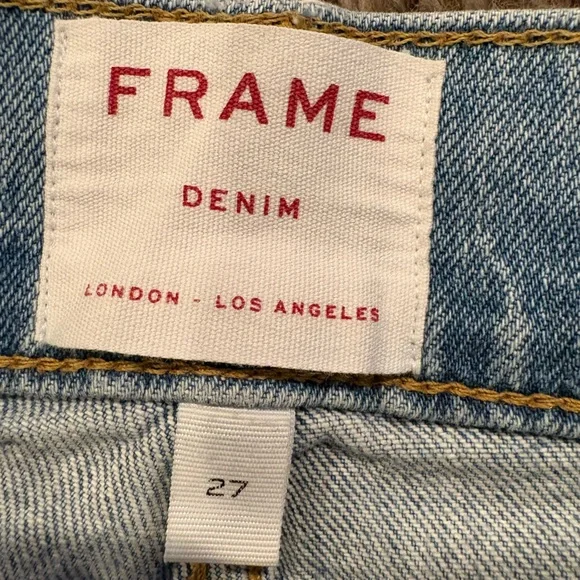 FRAME
DENIM
LONDON - LOS ANGELES
27